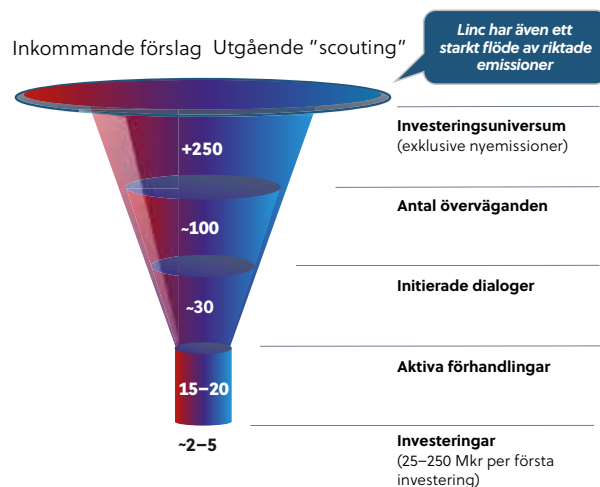 Inkommande förslag
Utgående ”scouting”
Linc har även ett
starkt flöde av riktade
emissioner
+250
Investeringsuniversum
(exklusive nyemissioner)
~100
Antal överväganden
~30
Initierade dialoger
15–20
Aktiva förhandlingar
~2–5
Investeringar
(25–250 Mkr per första
investering)